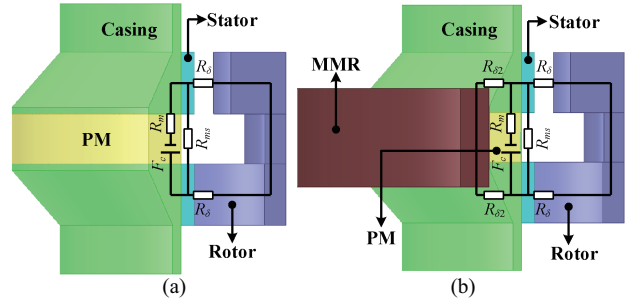 Casing
Stator
R_δ
R_m
R_ms
PM
F_c
R_δ
Rotor
(a)
Casing
Stator
MMR
R_δ2
R_δ
R_m
R_ms
F_c
R_δ2
R_δ
PM
Rotor
(b)